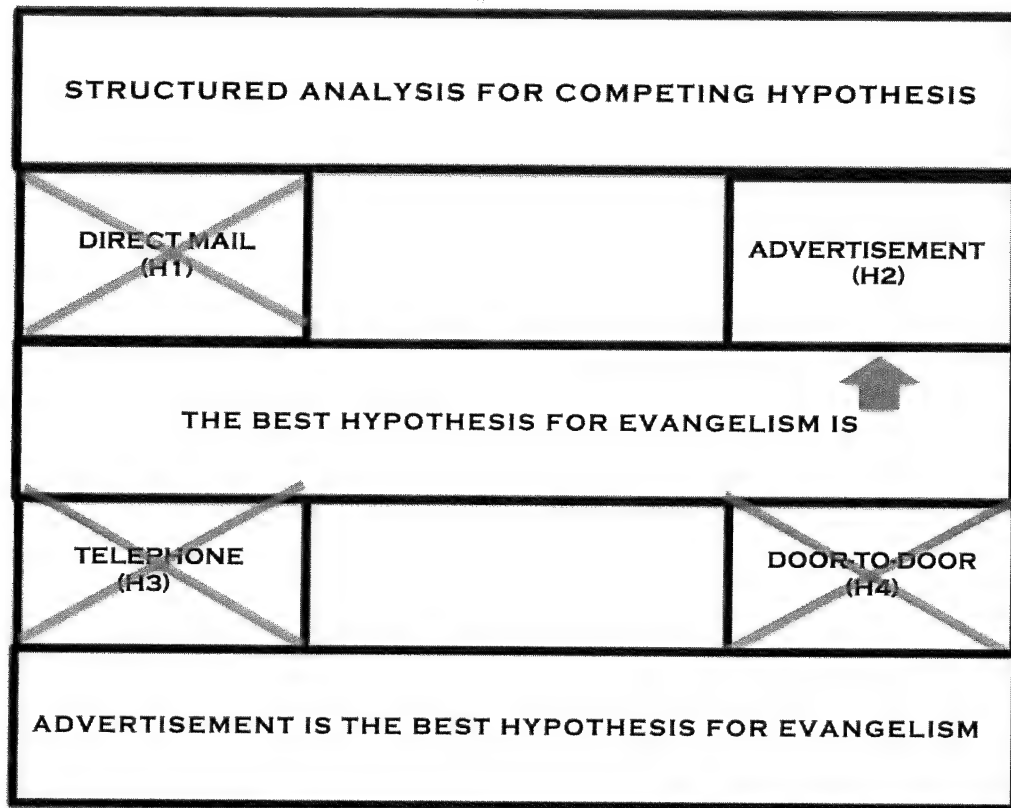 STRUCTURED ANALYSIS FOR COMPETING HYPOTHESIS
DIRECT MAIL
(H1)
ADVERTISEMENT
(H2)
THE BEST HYPOTHESIS FOR EVANGELISM IS
TELEPHONE
(H3)
DOOR-TO-DOOR
(H4)
ADVERTISEMENT IS THE BEST HYPOTHESIS FOR EVANGELISM